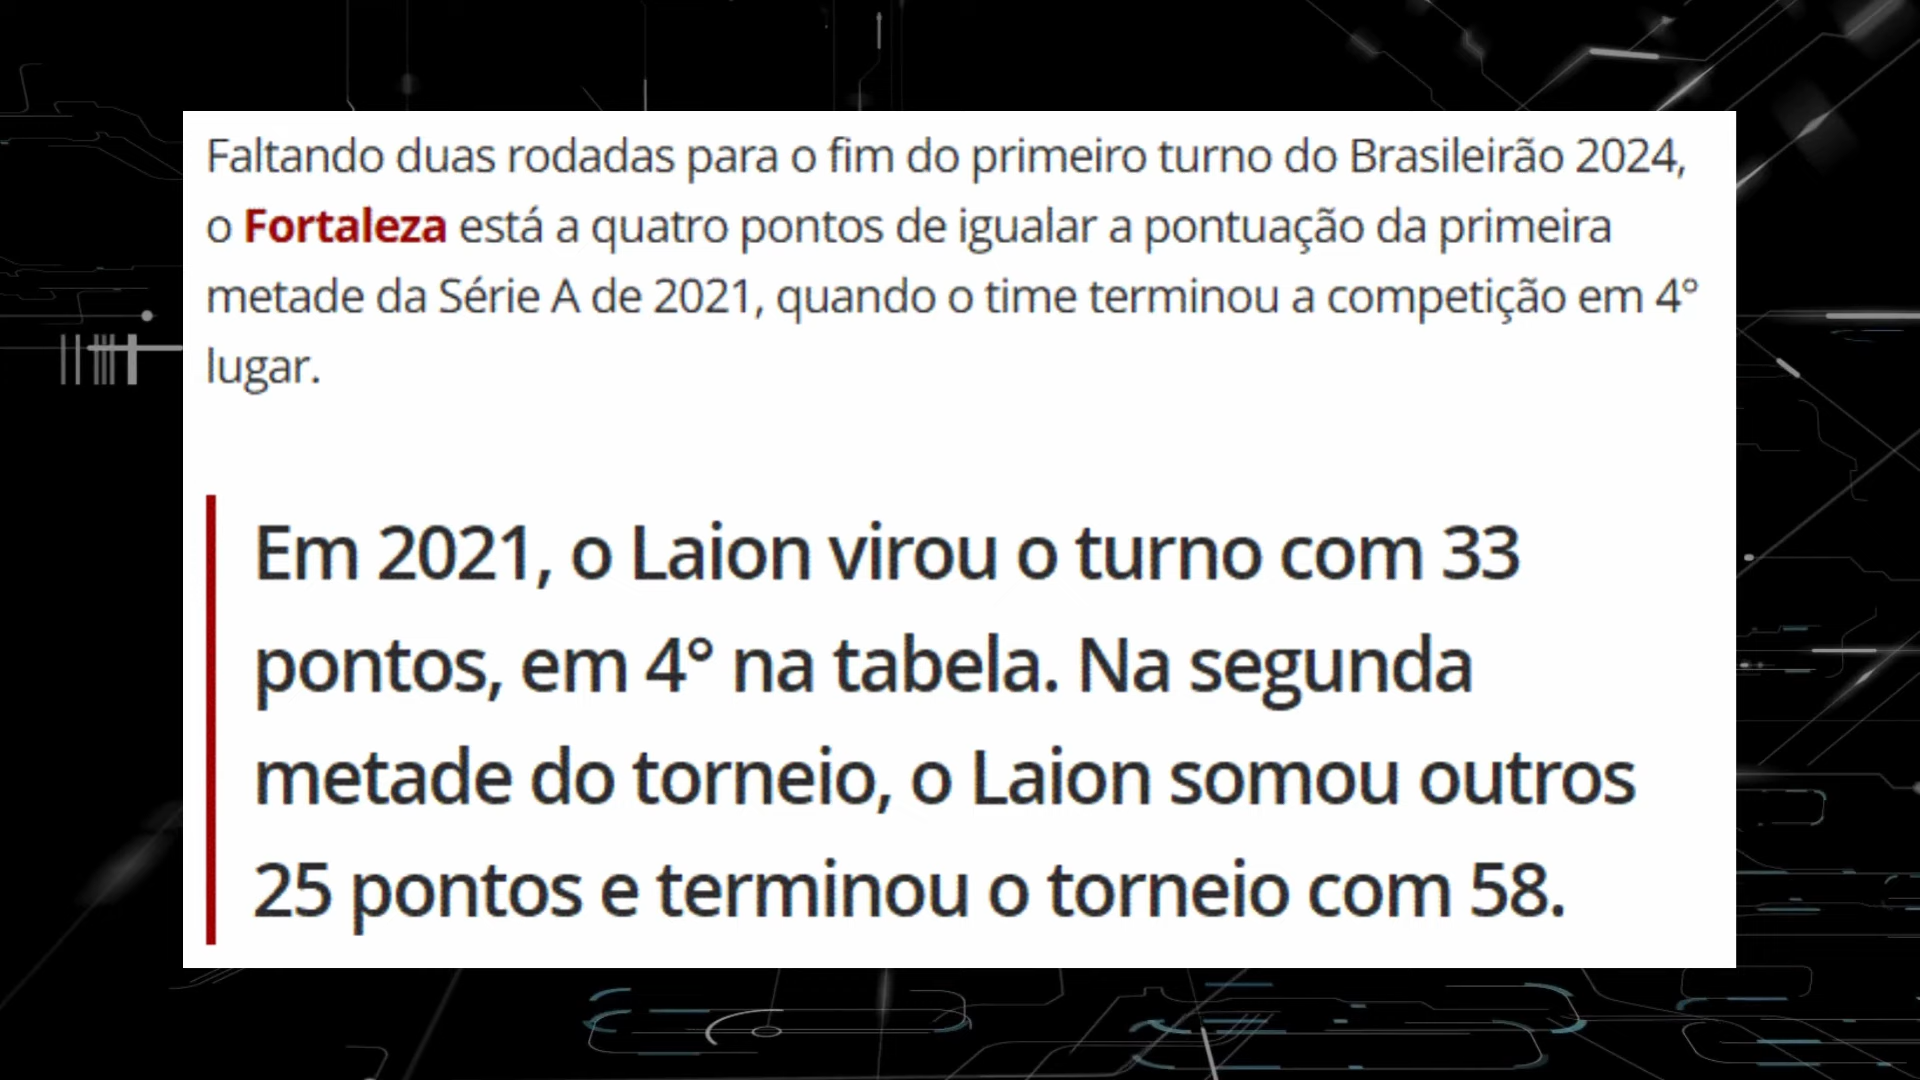 Faltando duas rodadas para o fim do primeiro turno do Brasileirão 2024,
o Fortaleza está a quatro pontos de igualar a pontuação da primeira
metade da Série A de 2021, quando o time terminou a competição em 4°
lugar.
Em 2021, o Laion virou o turno com 33
pontos, em 4° na tabela. Na segunda
metade do torneio, o Laion somou outros
25 pontos e terminou o torneio com 58.